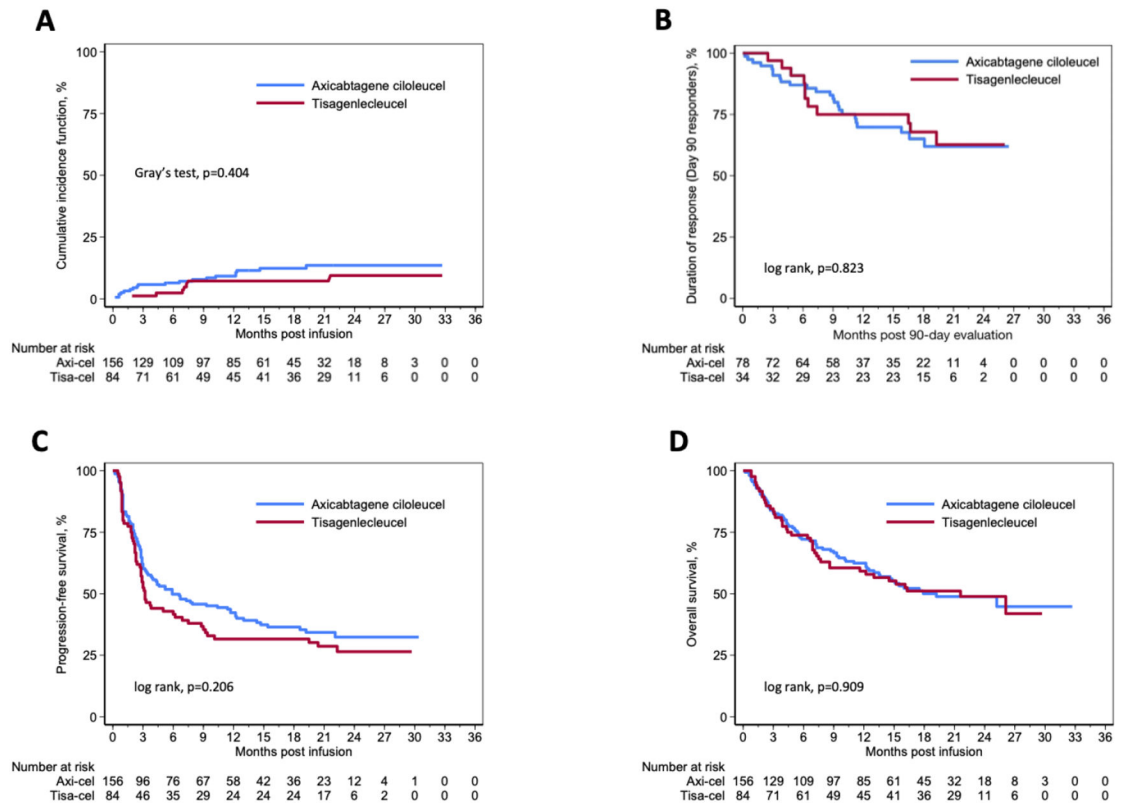 A
Cumulative incidence function, %
100
75
50
25
0
Axicabtagene ciloleucel
Tisagenlecleucel
Gray's test, p=0.404
0 3 6 9 12 15 18 21 24 27 30 33 36
Months post infusion
Number at risk
Axi-cel 156 129 109 97 85 61 45 32 18 8 3 0 0
Tisa-cel 84 71 61 49 45 41 36 29 11 6 0 0 0
B
Duration of response (Day 90 responders), %
100
75
50
25
0
Axicabtagene ciloleucel
Tisagenlecleucel
log rank, p=0.823
0 3 6 9 12 15 18 21 24 27 30 33 36
Months post 90-day evaluation
Number at risk
Axi-cel 78 72 64 58 37 35 22 11 4 0 0 0 0
Tisa-cel 34 32 29 23 23 23 15 6 2 0 0 0 0
C
Progression-free survival, %
100
75
50
25
0
Axicabtagene ciloleucel
Tisagenlecleucel
log rank, p=0.206
0 3 6 9 12 15 18 21 24 27 30 33 36
Months post infusion
Number at risk
Axi-cel 156 96 76 67 58 42 36 23 12 4 1 0 0
Tisa-cel 84 46 35 29 24 24 24 17 6 2 0 0 0
D
Overall survival, %
100
75
50
25
0
Axicabtagene ciloleucel
Tisagenlecleucel
log rank, p=0.909
0 3 6 9 12 15 18 21 24 27 30 33 36
Months post infusion
Number at risk
Axi-cel 156 129 109 97 85 61 45 32 18 8 3 0 0
Tisa-cel 84 71 61 49 45 41 36 29 11 6 0 0 0